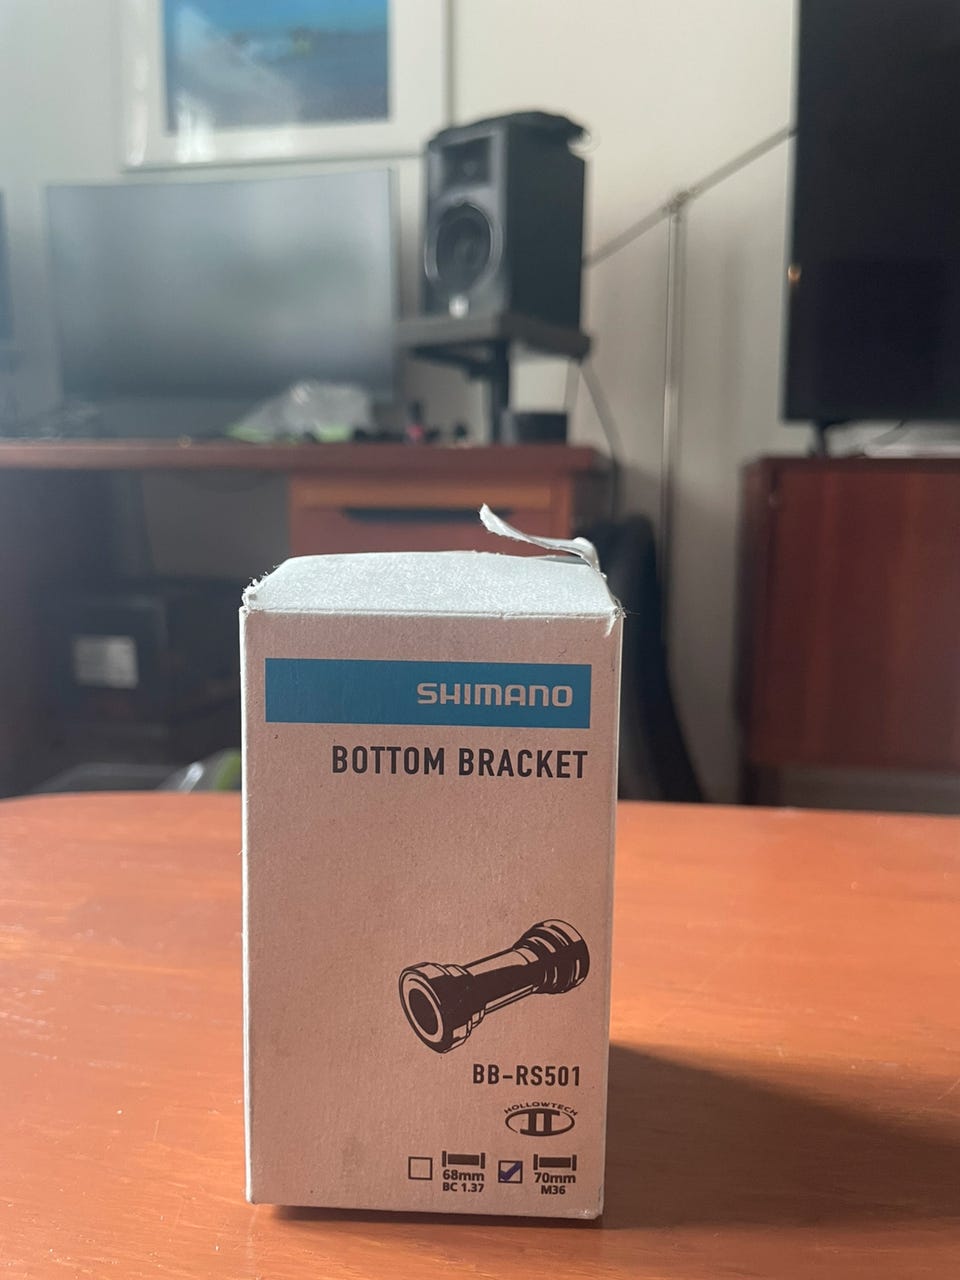 SHIMANO
BOTTOM BRACKET
BB-RS501
HOLLOWTECH
II
68mm
BC 1.37
70mm
M36